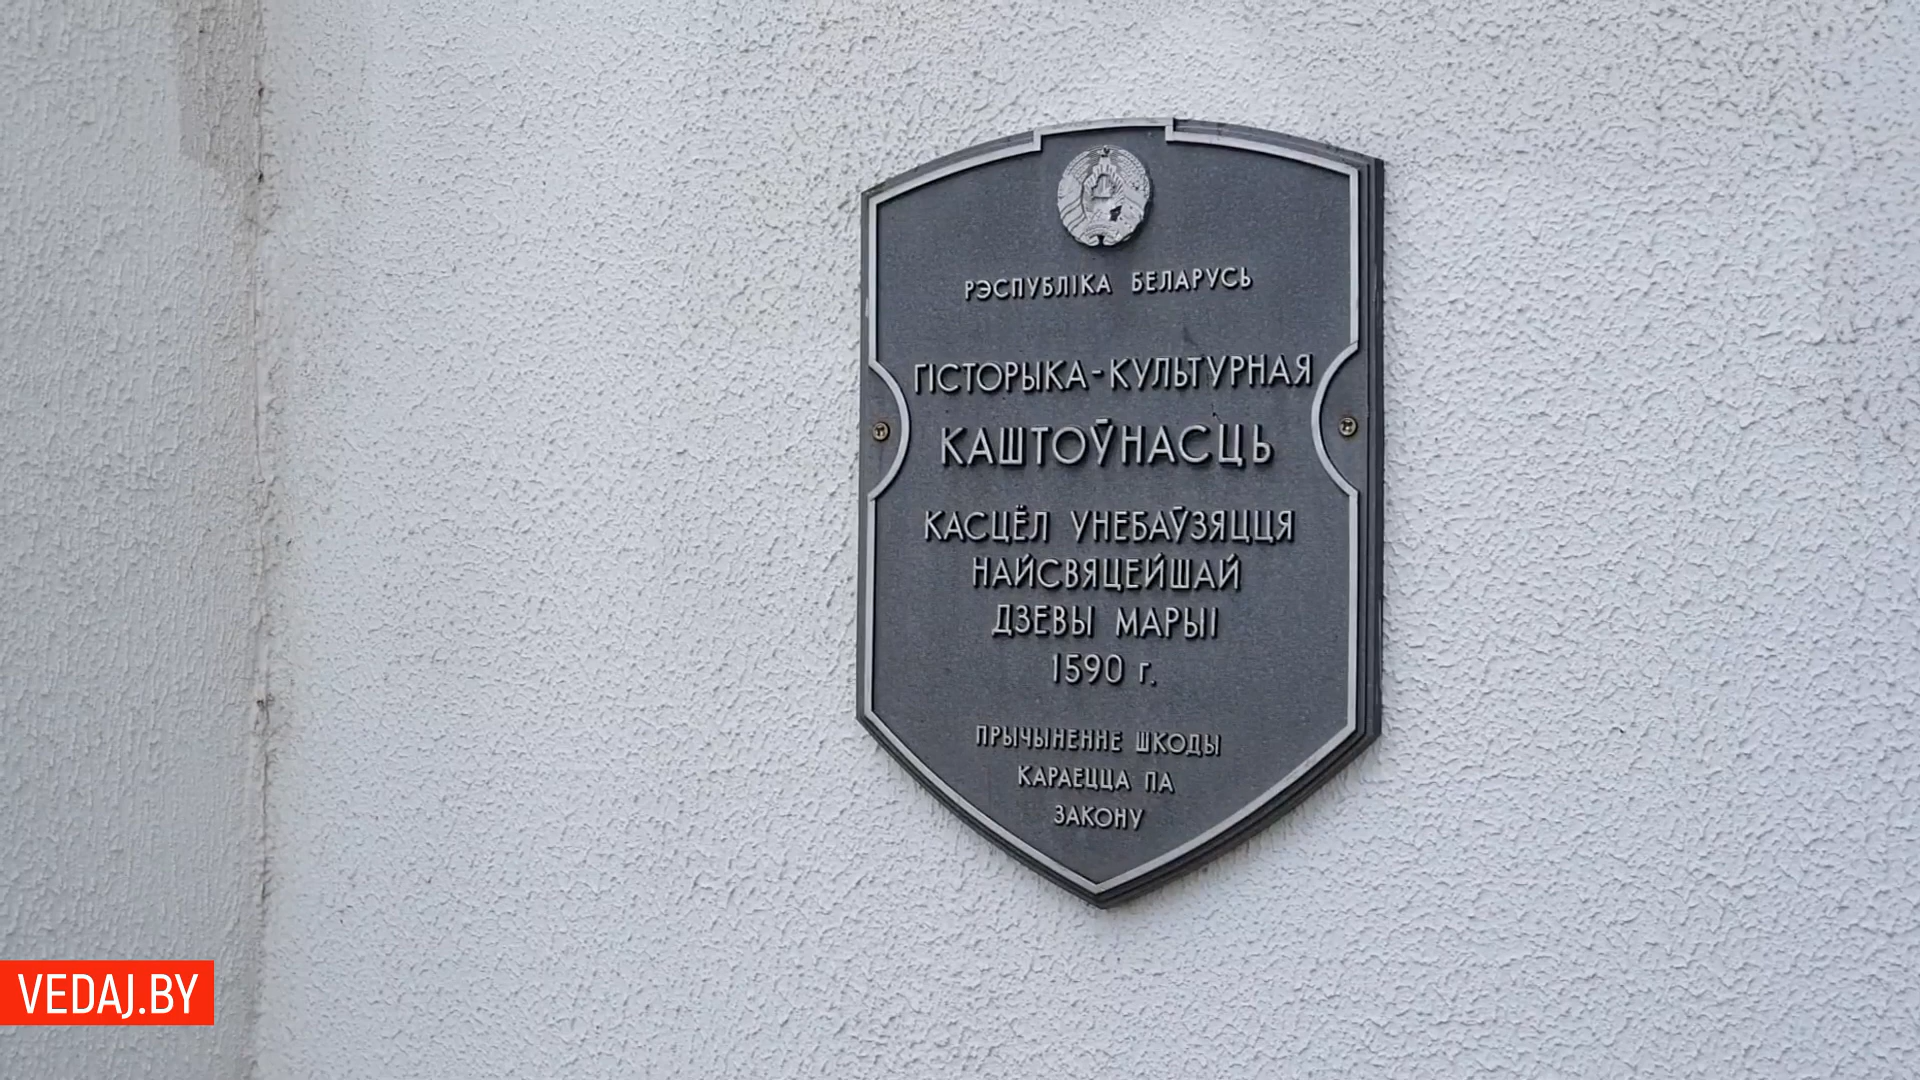 РЭСПУБЛІКА БЕЛАРУСЬ
ГІСТОРЫКА-КУЛЬТУРНАЯ
КАШТОЎНАСЦЬ
КАСЦЁЛ УНЕБАЎЗЯЦЦЯ
НАЙСВЯЦЕЙШАЙ
ДЗЕВЫ МАРЫІ
1590 г.
ПРЫЧЫНЕННЕ ШКОДЫ
КАРАЕЦЦА ПА
ЗАКОНУ
VEDAJ.BY